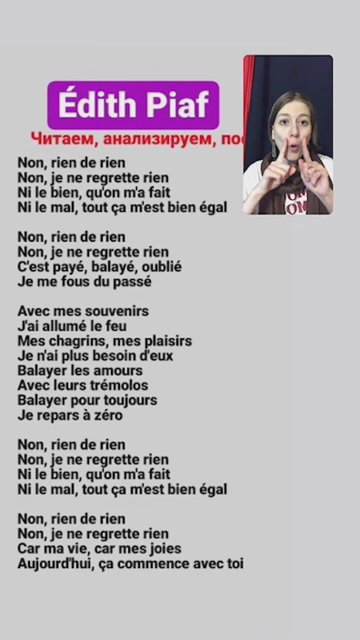 Édith Piaf
Читаем, анализируем,
Non, rien de rien
Non, je ne regrette rien
Ni le bien, qu'on m'a fait
Ni le mal, tout ça m'est bien égal
Non, rien de rien
Non, je ne regrette rien
C'est payé, balayé, oublié
Je me fous du passé
Avec mes souvenirs
J'ai allumé le feu
Mes chagrins, mes plaisirs
Je n'ai plus besoin d'eux
Balayer les amours
Avec leurs trémolos
Balayer pour toujours
Je repars à zéro
Non, rien de rien
Non, je ne regrette rien
Ni le bien, qu'on m'a fait
Ni le mal, tout ça m'est bien égal
Non, rien de rien
Non, je ne regrette rien
Car ma vie, car mes joies
Aujourd'hui, ça commence avec toi